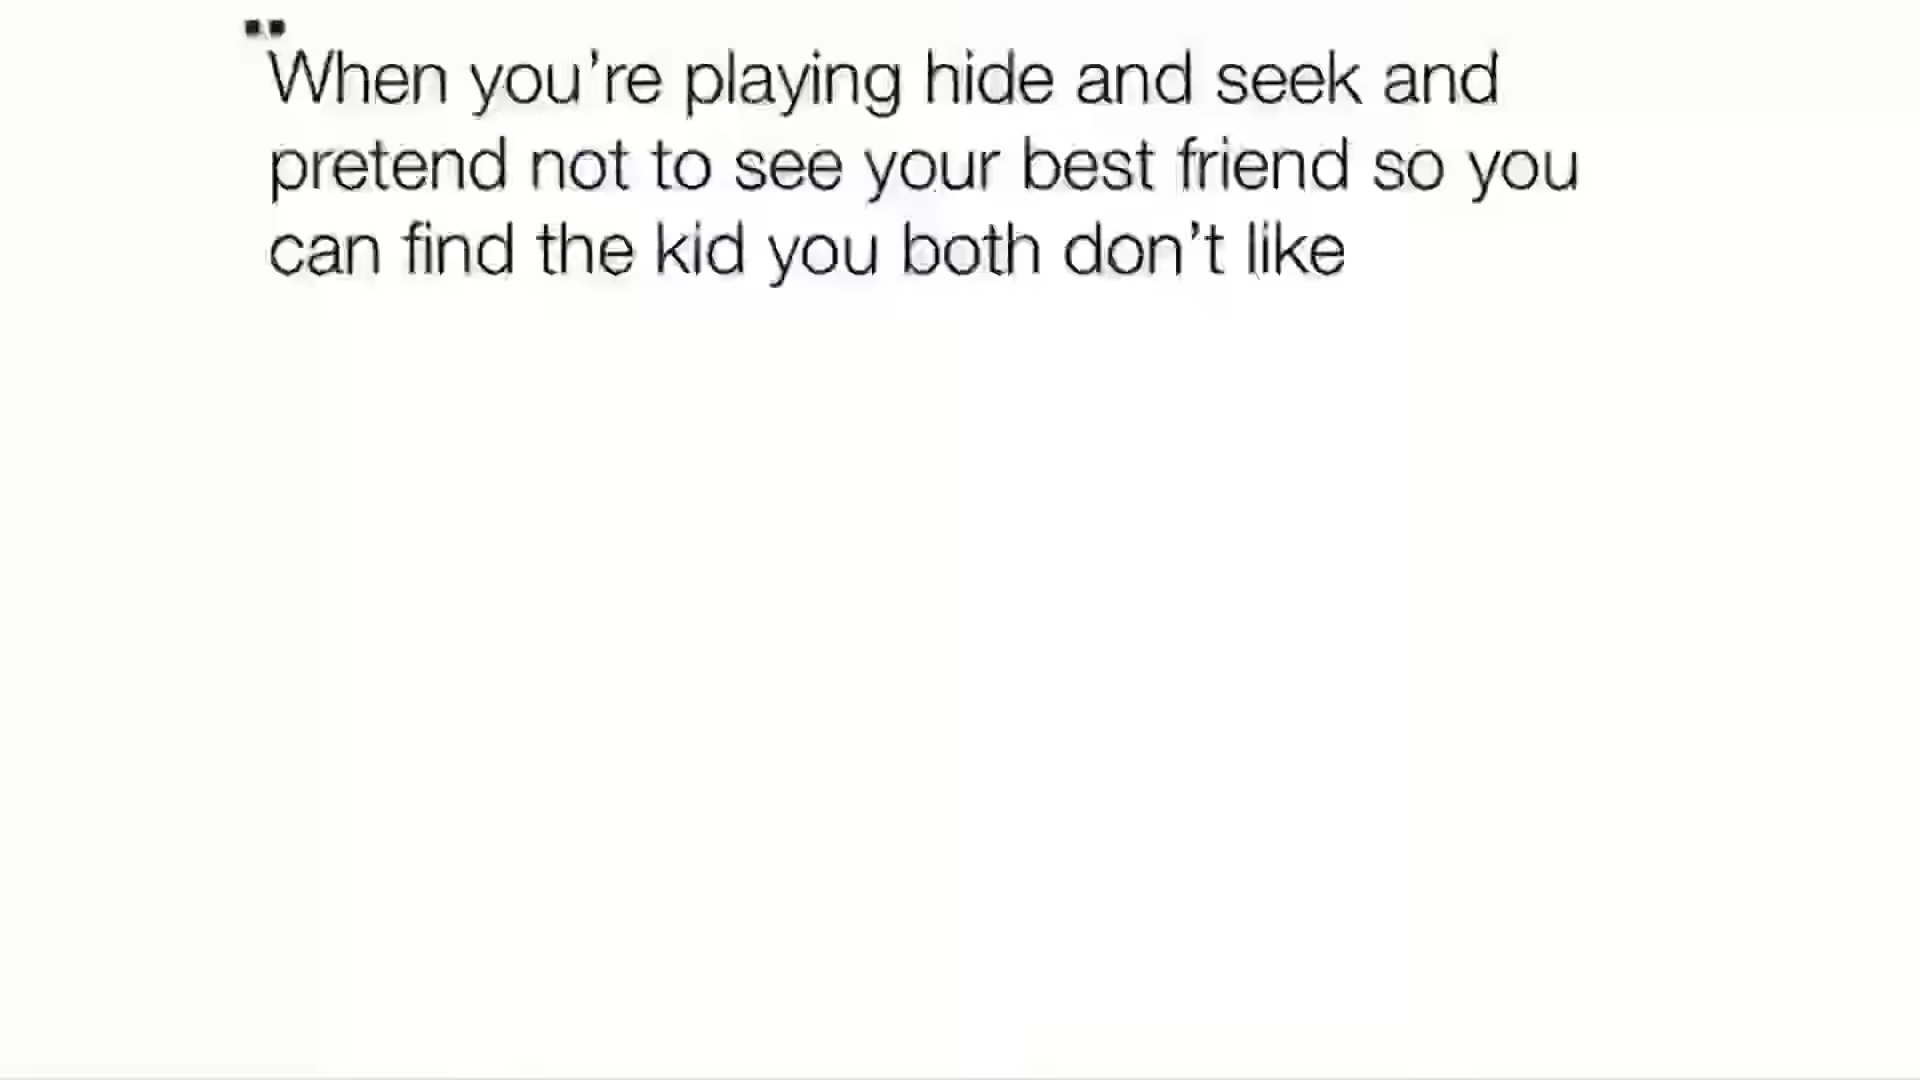 When you’re playing hide and seek and
pretend not to see your best friend so you
can find the kid you both don’t like